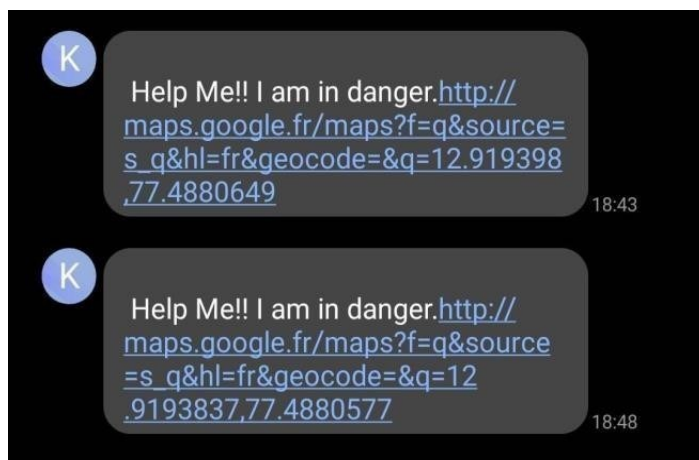 K
Help Me!! I am in danger.http://
maps.google.fr/maps?f=q&source=
s_q&hl=fr&geocode=&q=12.919398
,77.4880649
18:43
K
Help Me!! I am in danger.http://
maps.google.fr/maps?f=q&source
=s_q&hl=fr&geocode=&q=12
.9193837,77.4880577
18:48